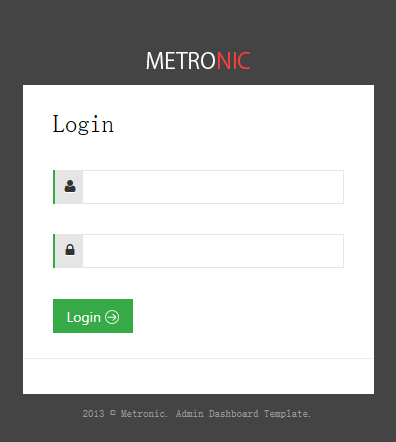 METRONIC
Login
Login
2013 © Metronic. Admin Dashboard Template.